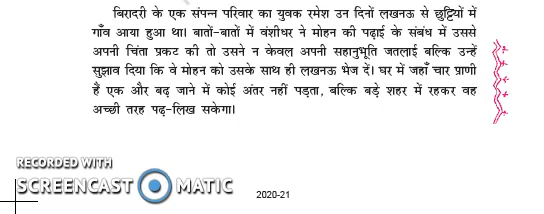 बिरादरी के एक संपन्न परिवार का युवक रमेश उन दिनों लखनऊ से छुट्टियों में
गाँव आया हुआ था। बातों-बातों में वंशीधर ने मोहन की पढ़ाई के संबंध में उससे
अपनी चिंता प्रकट की तो उसने न केवल अपनी सहानुभूति जतलाई बल्कि उन्हें
सुझाव दिया कि वे मोहन को उसके साथ ही लखनऊ भेज दें। घर में जहाँ चार प्राणी
हैं एक और बढ़ जाने में कोई अंतर नहीं पड़ता, बल्कि बड़े शहर में रहकर वह
अच्छी तरह पढ़-लिख सकेगा।
RECORDED WITH
SCREENCAST MATIC
2020-21